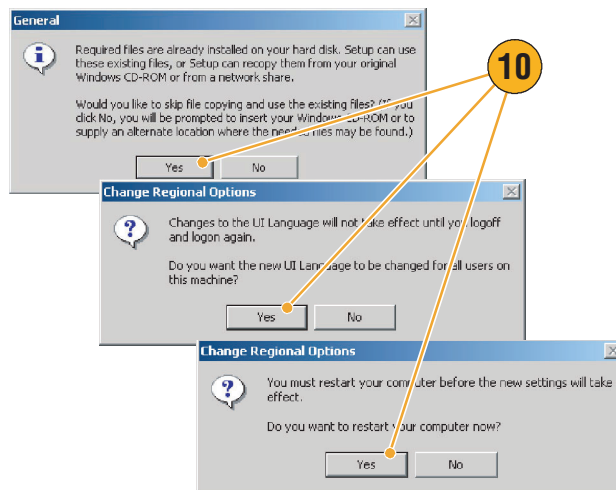 General
Required files are already installed on your hard disk. Setup can use
these existing files, or Setup can recopy them from your original
Windows CD-ROM or from a network share.
Would you like to skip file copying and use the existing files? (If you
click No, you will be prompted to insert your Windows CD-ROM or to
supply an alternate location where the needed files may be found.)
Yes No
10
Change Regional Options
Changes to the UI Language will not take effect until you logoff
and logon again.
Do you want the new UI Language to be changed for all users on
this machine?
Yes No
Change Regional Options
You must restart your computer before the new settings will take
effect.
Do you want to restart your computer now?
Yes No